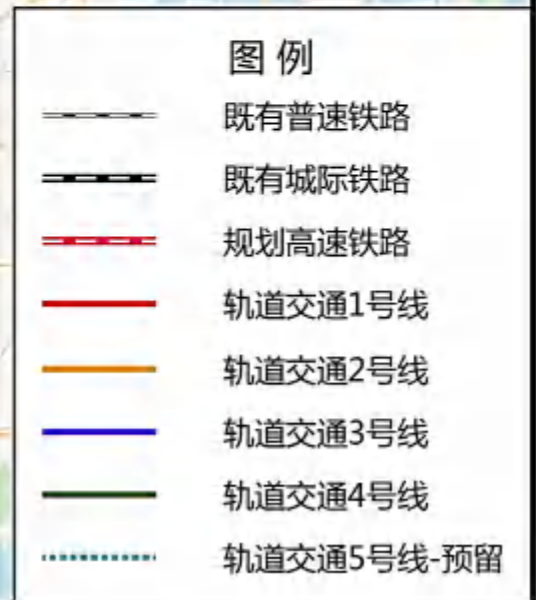 图例
既有普速铁路
既有城际铁路
规划高速铁路
轨道交通1号线
轨道交通2号线
轨道交通3号线
轨道交通4号线
轨道交通5号线-预留